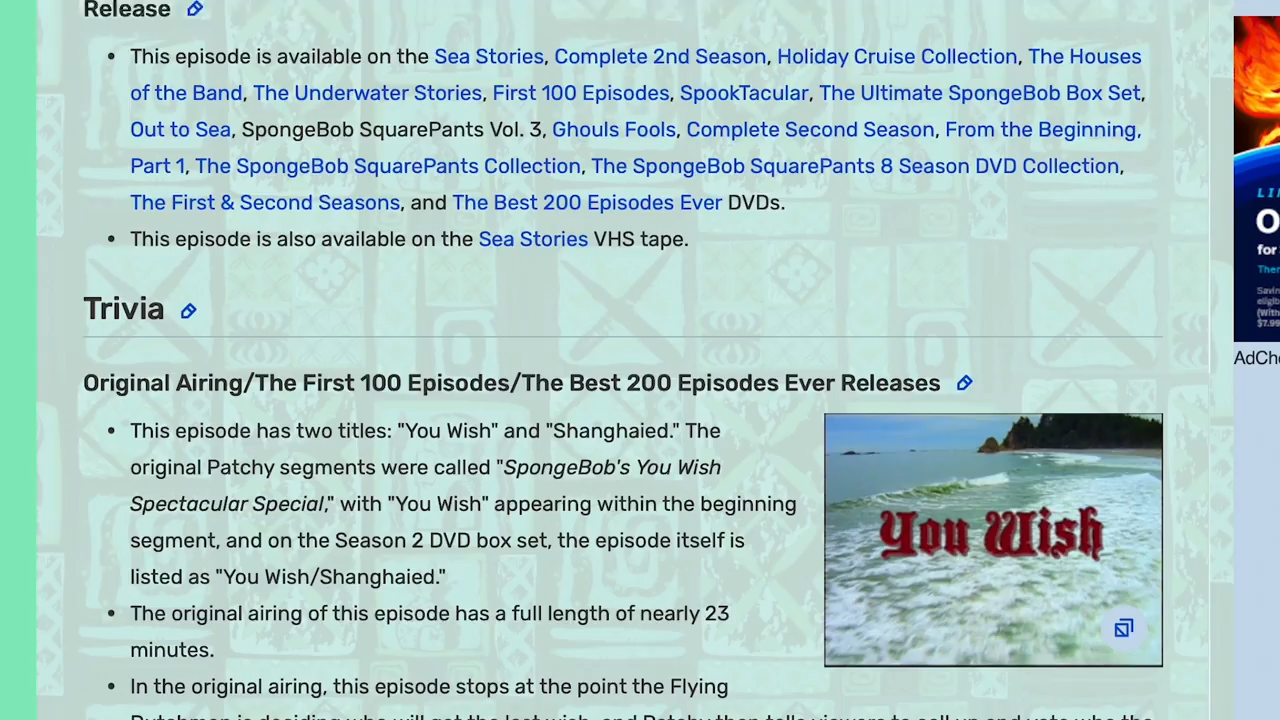 Release
This episode is available on the Sea Stories, Complete 2nd Season, Holiday Cruise Collection, The Houses
of the Band, The Underwater Stories, First 100 Episodes, SpookTacular, The Ultimate SpongeBob Box Set,
Out to Sea, SpongeBob SquarePants Vol. 3, Ghouls Fools, Complete Second Season, From the Beginning,
Part 1, The SpongeBob SquarePants Collection, The SpongeBob SquarePants 8 Season DVD Collection,
The First & Second Seasons, and The Best 200 Episodes Ever DVDs.
This episode is also available on the Sea Stories VHS tape.
Trivia
Original Airing/The First 100 Episodes/The Best 200 Episodes Ever Releases
This episode has two titles: "You Wish" and "Shanghaied." The
original Patchy segments were called "SpongeBob's You Wish
Spectacular Special," with "You Wish" appearing within the beginning
segment, and on the Season 2 DVD box set, the episode itself is
listed as "You Wish/Shanghaied."
The original airing of this episode has a full length of nearly 23
minutes.
In the original airing, this episode stops at the point the Flying
You Wish
for
$7.99